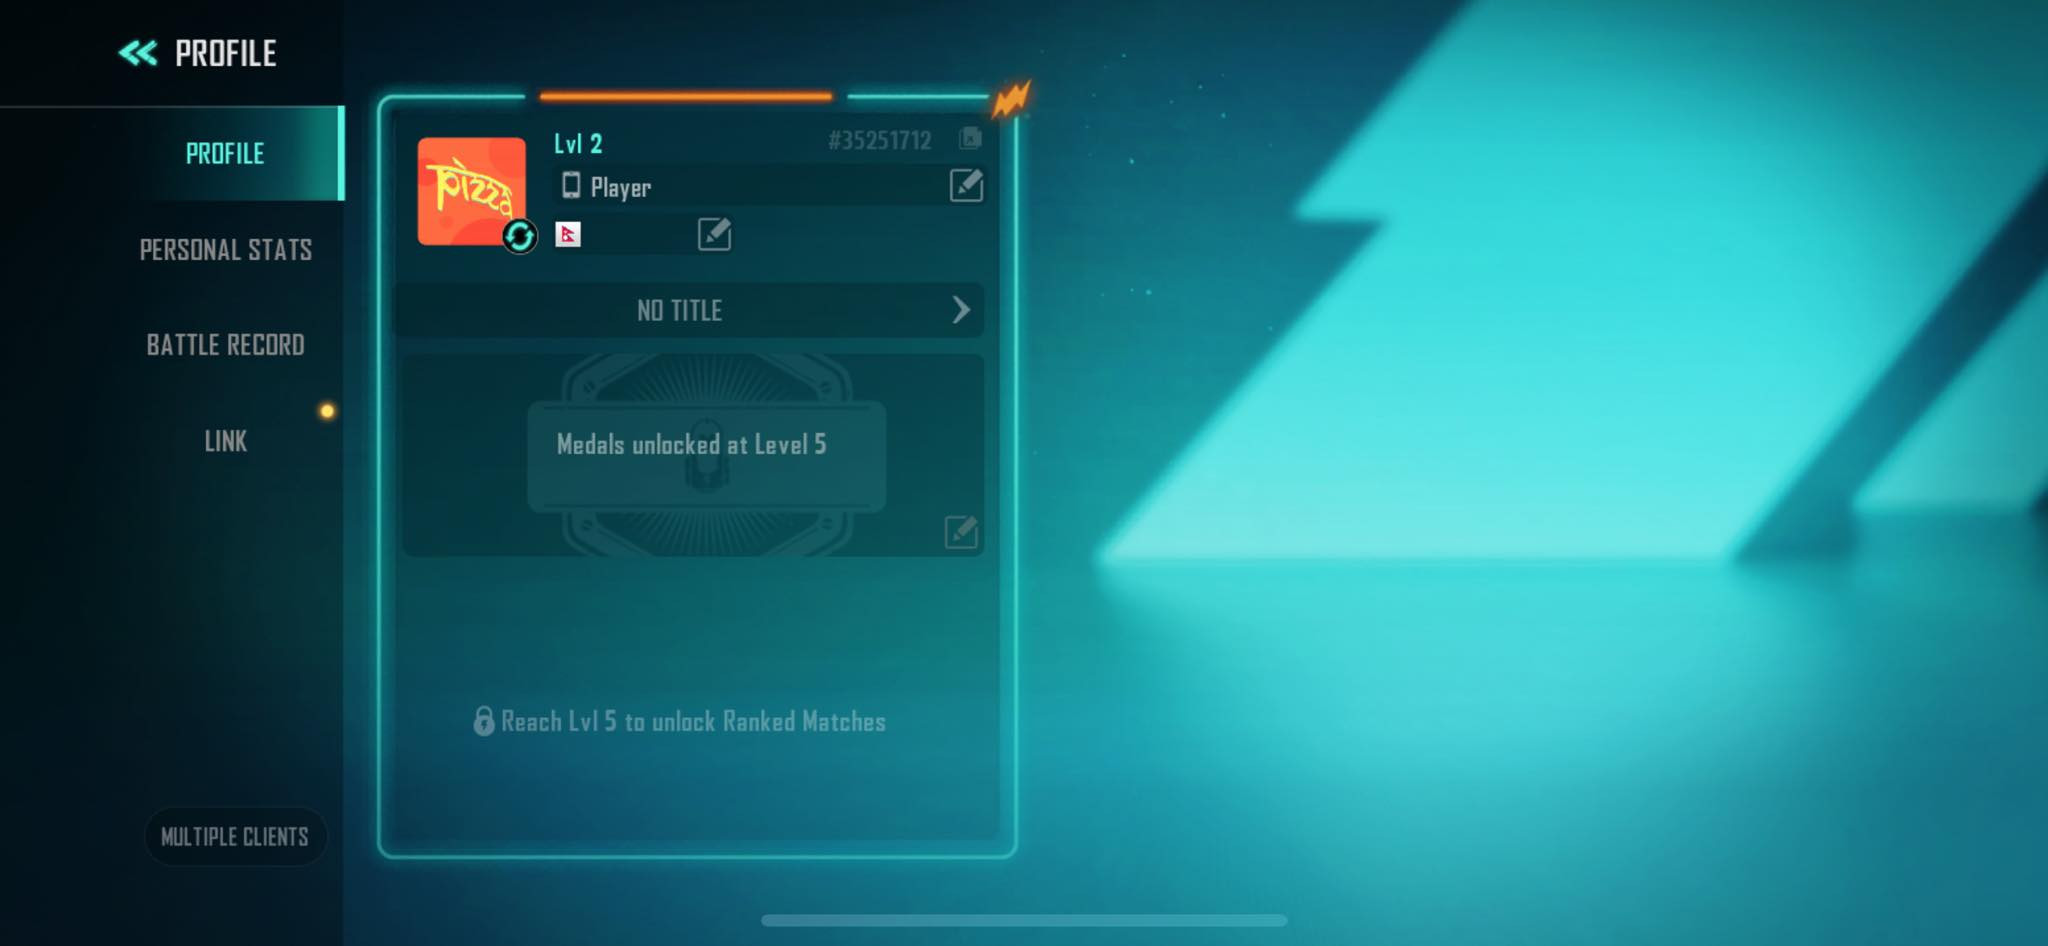 PROFILE
PROFILE
PERSONAL STATS
BATTLE RECORD
LINK
MULTIPLE CLIENTS
pizza
Lvl 2
#35251712
Player
NO TITLE
Medals unlocked at Level 5
Reach Lvl 5 to unlock Ranked Matches